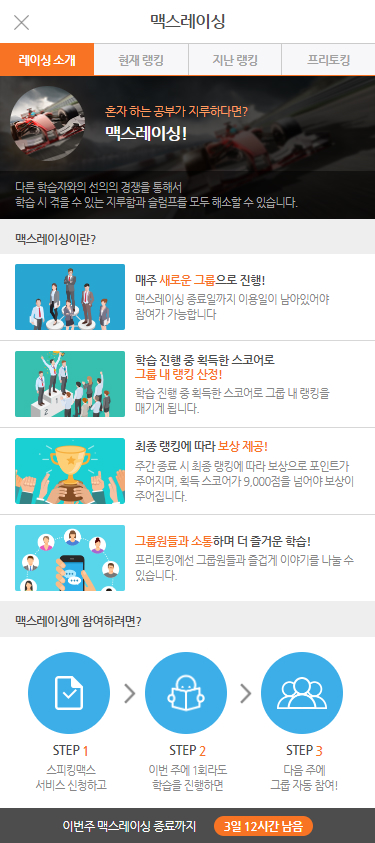 맥스레이싱
레이싱 소개
현재 랭킹
지난 랭킹
프리토킹
혼자 하는 공부가 지루하다면?
맥스레이싱!
다른 학습자와의 선의의 경쟁을 통해서
학습 시 겪을 수 있는 지루함과 슬럼프를 모두 해소할 수 있습니다.
맥스레이싱이란?
매주 새로운 그룹으로 진행!
맥스레이싱 종료일까지 이용일이 남아있어야
참여가 가능합니다
학습 진행 중 획득한 스코어로
그룹 내 랭킹 산정!
학습 진행 중 획득한 스코어로 그룹 내 랭킹을
매기게 됩니다.
최종 랭킹에 따라 보상 제공!
주간 종료 시 최종 랭킹에 따라 보상으로 포인트가
주어지며, 획득 스코어가 9,000점을 넘어야 보상이
주어집니다.
그룹원들과 소통하며 더 즐거운 학습!
프리토킹에선 그룹원들과 즐겁게 이야기를 나눌 수
있습니다.
맥스레이싱에 참여하려면?
STEP 1
스피킹맥스
서비스 신청하고
STEP 2
이번 주에 1회라도
학습을 진행하면
STEP 3
다음 주에
그룹 자동 참여!
이번주 맥스레이싱 종료까지
3일 12시간 남음